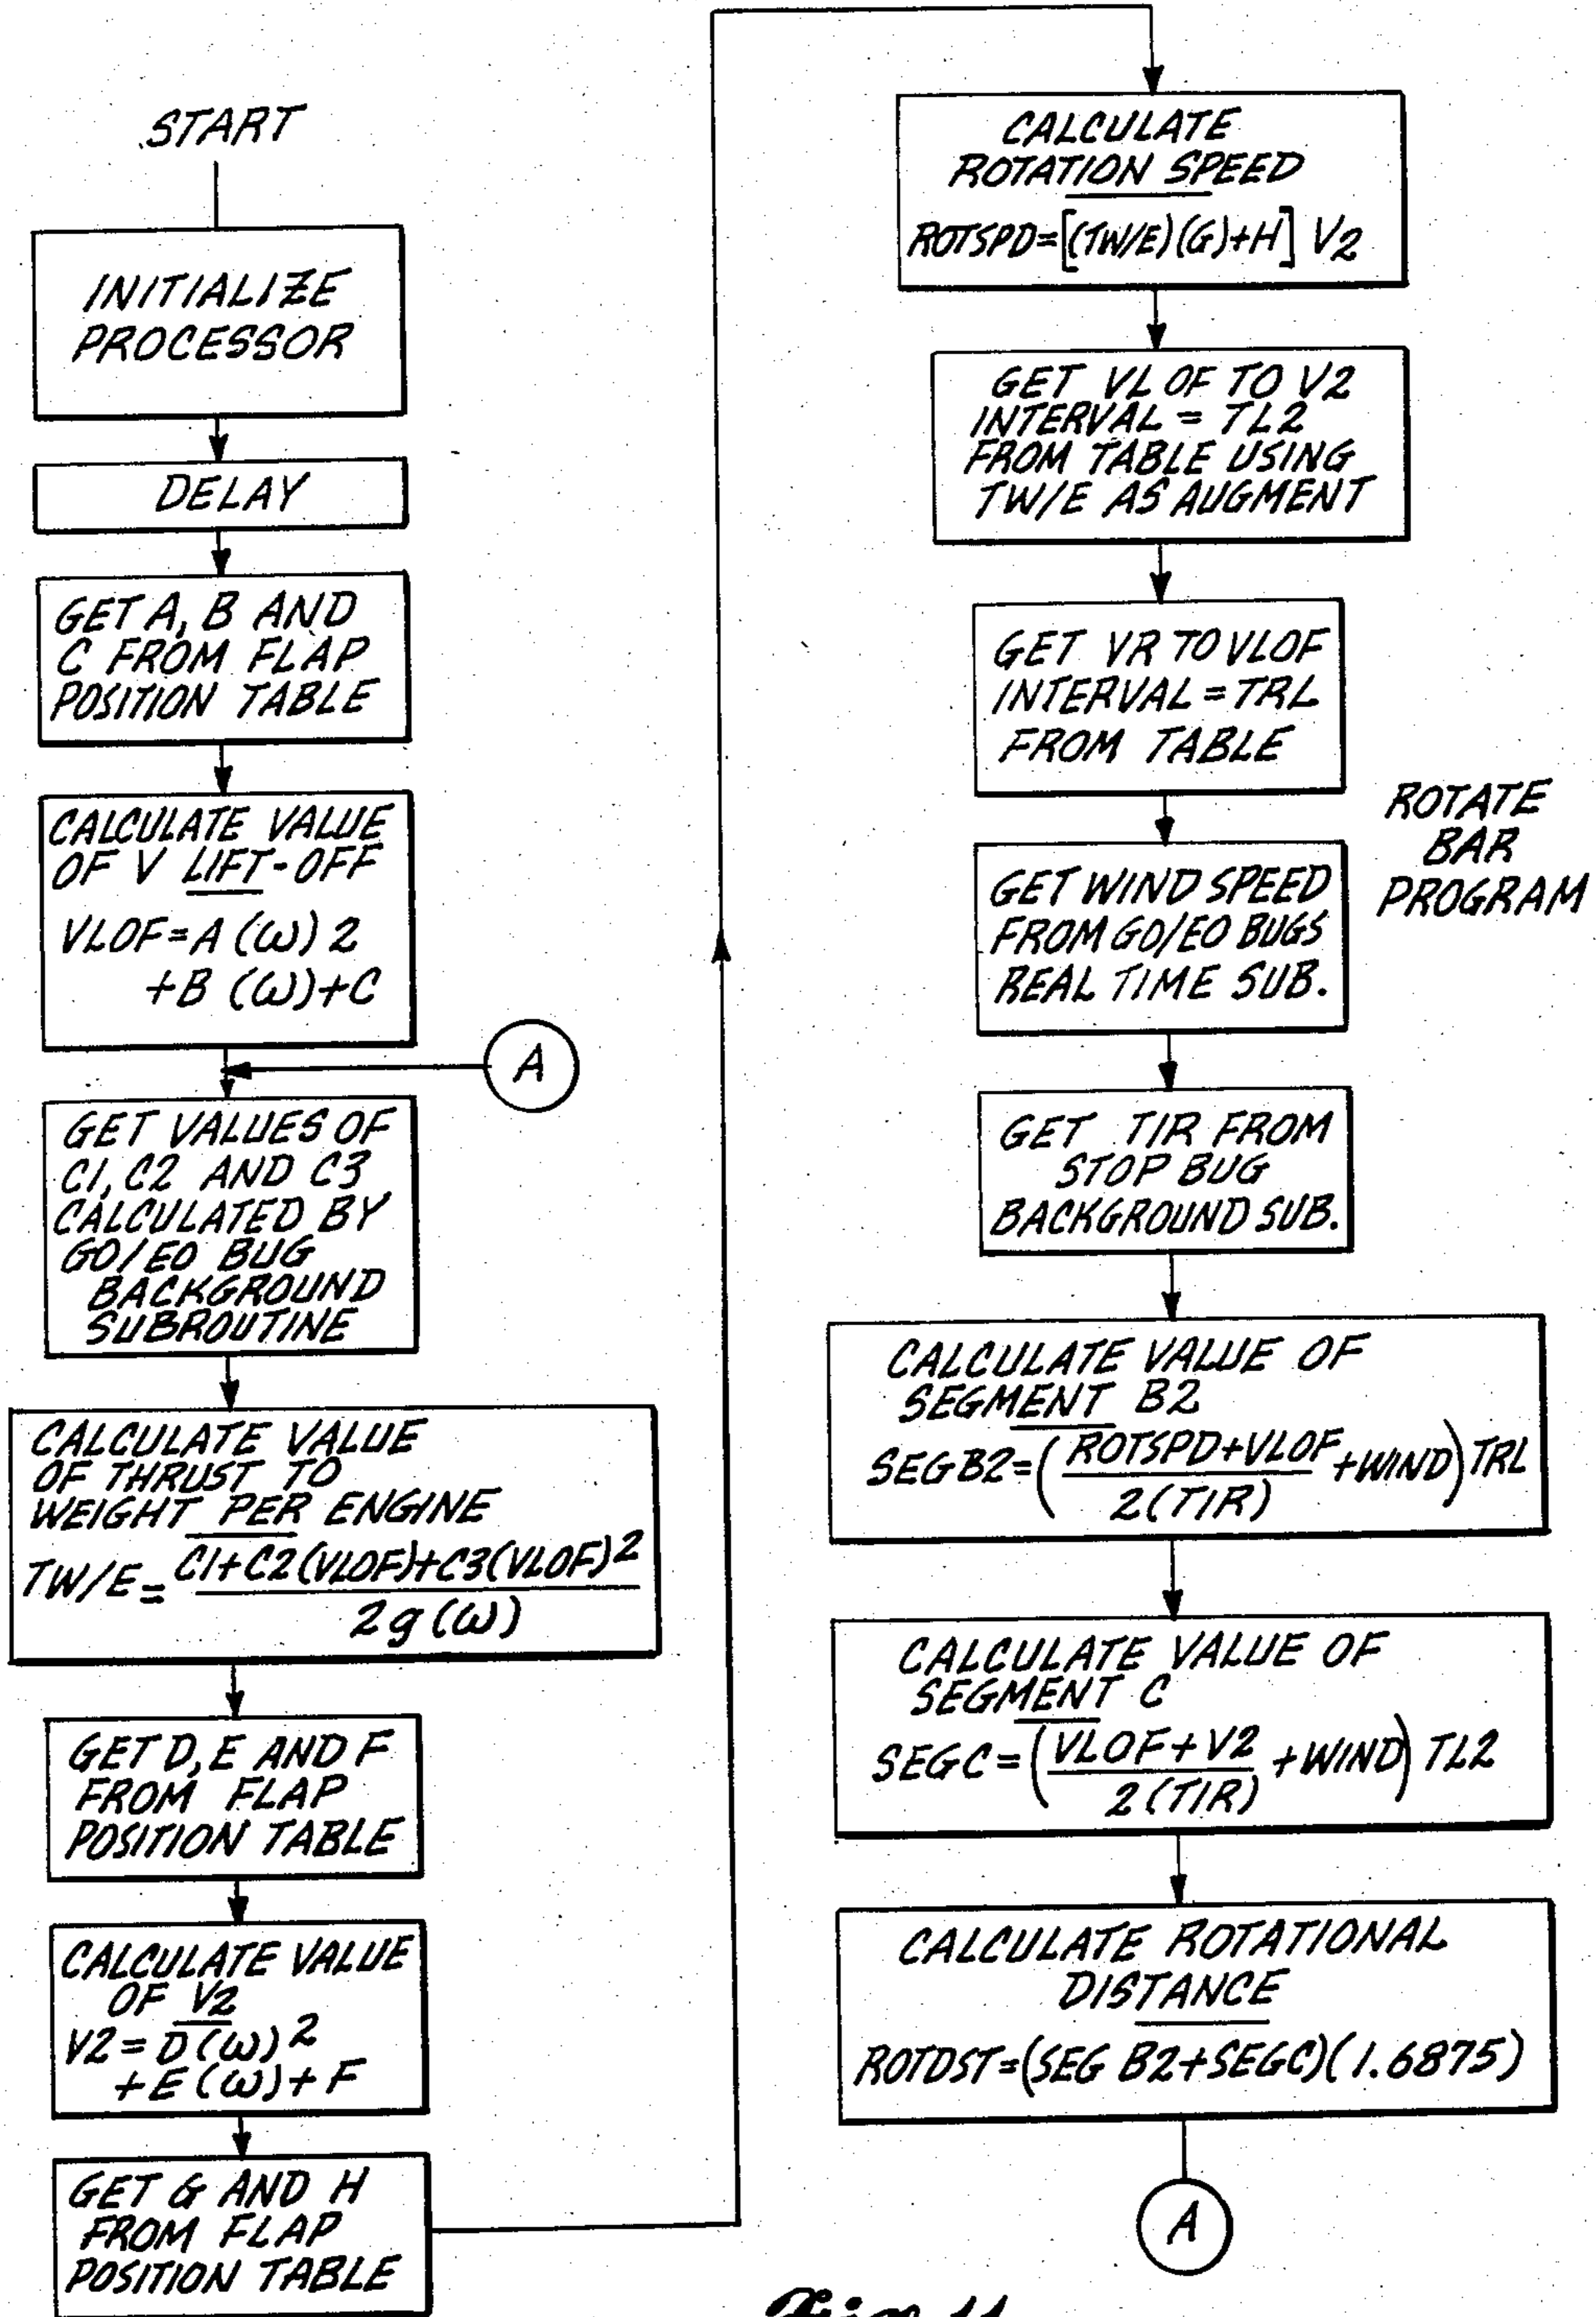 START
INITIALIZE
PROCESSOR
DELAY
GET A, B AND
C FROM FLAP
POSITION TABLE
CALCULATE VALUE
OF V LIFT-OFF
VLOF=A (ω) 2
+B (ω)+C
A
GET VALUES OF
C1, C2 AND C3
CALCULATED BY
GO/EO BUG
BACKGROUND
SUBROUTINE
CALCULATE VALUE
OF THRUST TO
WEIGHT PER ENGINE
TW/E= C1+C2(VLOF)+C3(VLOF)2
2g(ω)
GET D, E AND F
FROM FLAP
POSITION TABLE
CALCULATE VALUE
OF V2
V2= D(ω)2
+E(ω)+F
GET G AND H
FROM FLAP
POSITION TABLE
CALCULATE
ROTATION SPEED
ROTSPD=[(TW/E)(G)+H] V2
GET VL OF TO V2
INTERVAL = TL2
FROM TABLE USING
TW/E AS AUGMENT
GET VR TO VLOF
INTERVAL=TRL
FROM TABLE
ROTATE
BAR
PROGRAM
GET WIND SPEED
FROM GO/EO BUGS
REAL TIME SUB.
GET TIR FROM
STOP BUG
BACKGROUND SUB.
CALCULATE VALUE OF
SEGMENT B2
SEG B2=(ROTSPD+VLOF +WIND)TRL
2(TIR)
CALCULATE VALUE OF
SEGMENT C
SEG C=(VLOF+V2 +WIND) TL2
2(TIR)
CALCULATE ROTATIONAL
DISTANCE
ROTDST=(SEG B2+SEGC)(1.6875)
A
Fig. 11